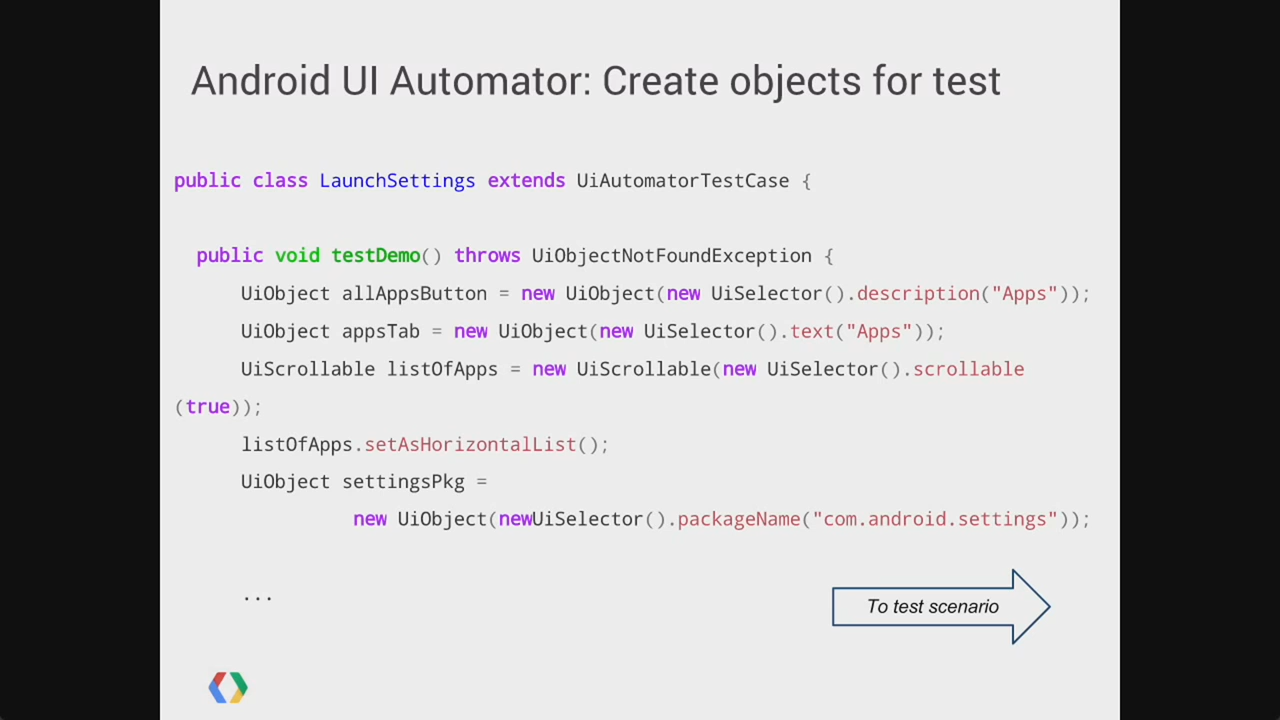 Android UI Automator: Create objects for test
public class LaunchSettings extends UiAutomatorTestCase {
public void testDemo() throws UiObjectNotFoundException {
UiObject allAppsButton = new UiObject(new UiSelector().description("Apps"));
UiObject appsTab = new UiObject(new UiSelector().text("Apps"));
UiScrollable listOfApps = new UiScrollable(new UiSelector().scrollable
(true));
listOfApps.setAsHorizontalList();
UiObject settingsPkg =
new UiObject(newUiSelector().packageName("com.android.settings"));
...
To test scenario